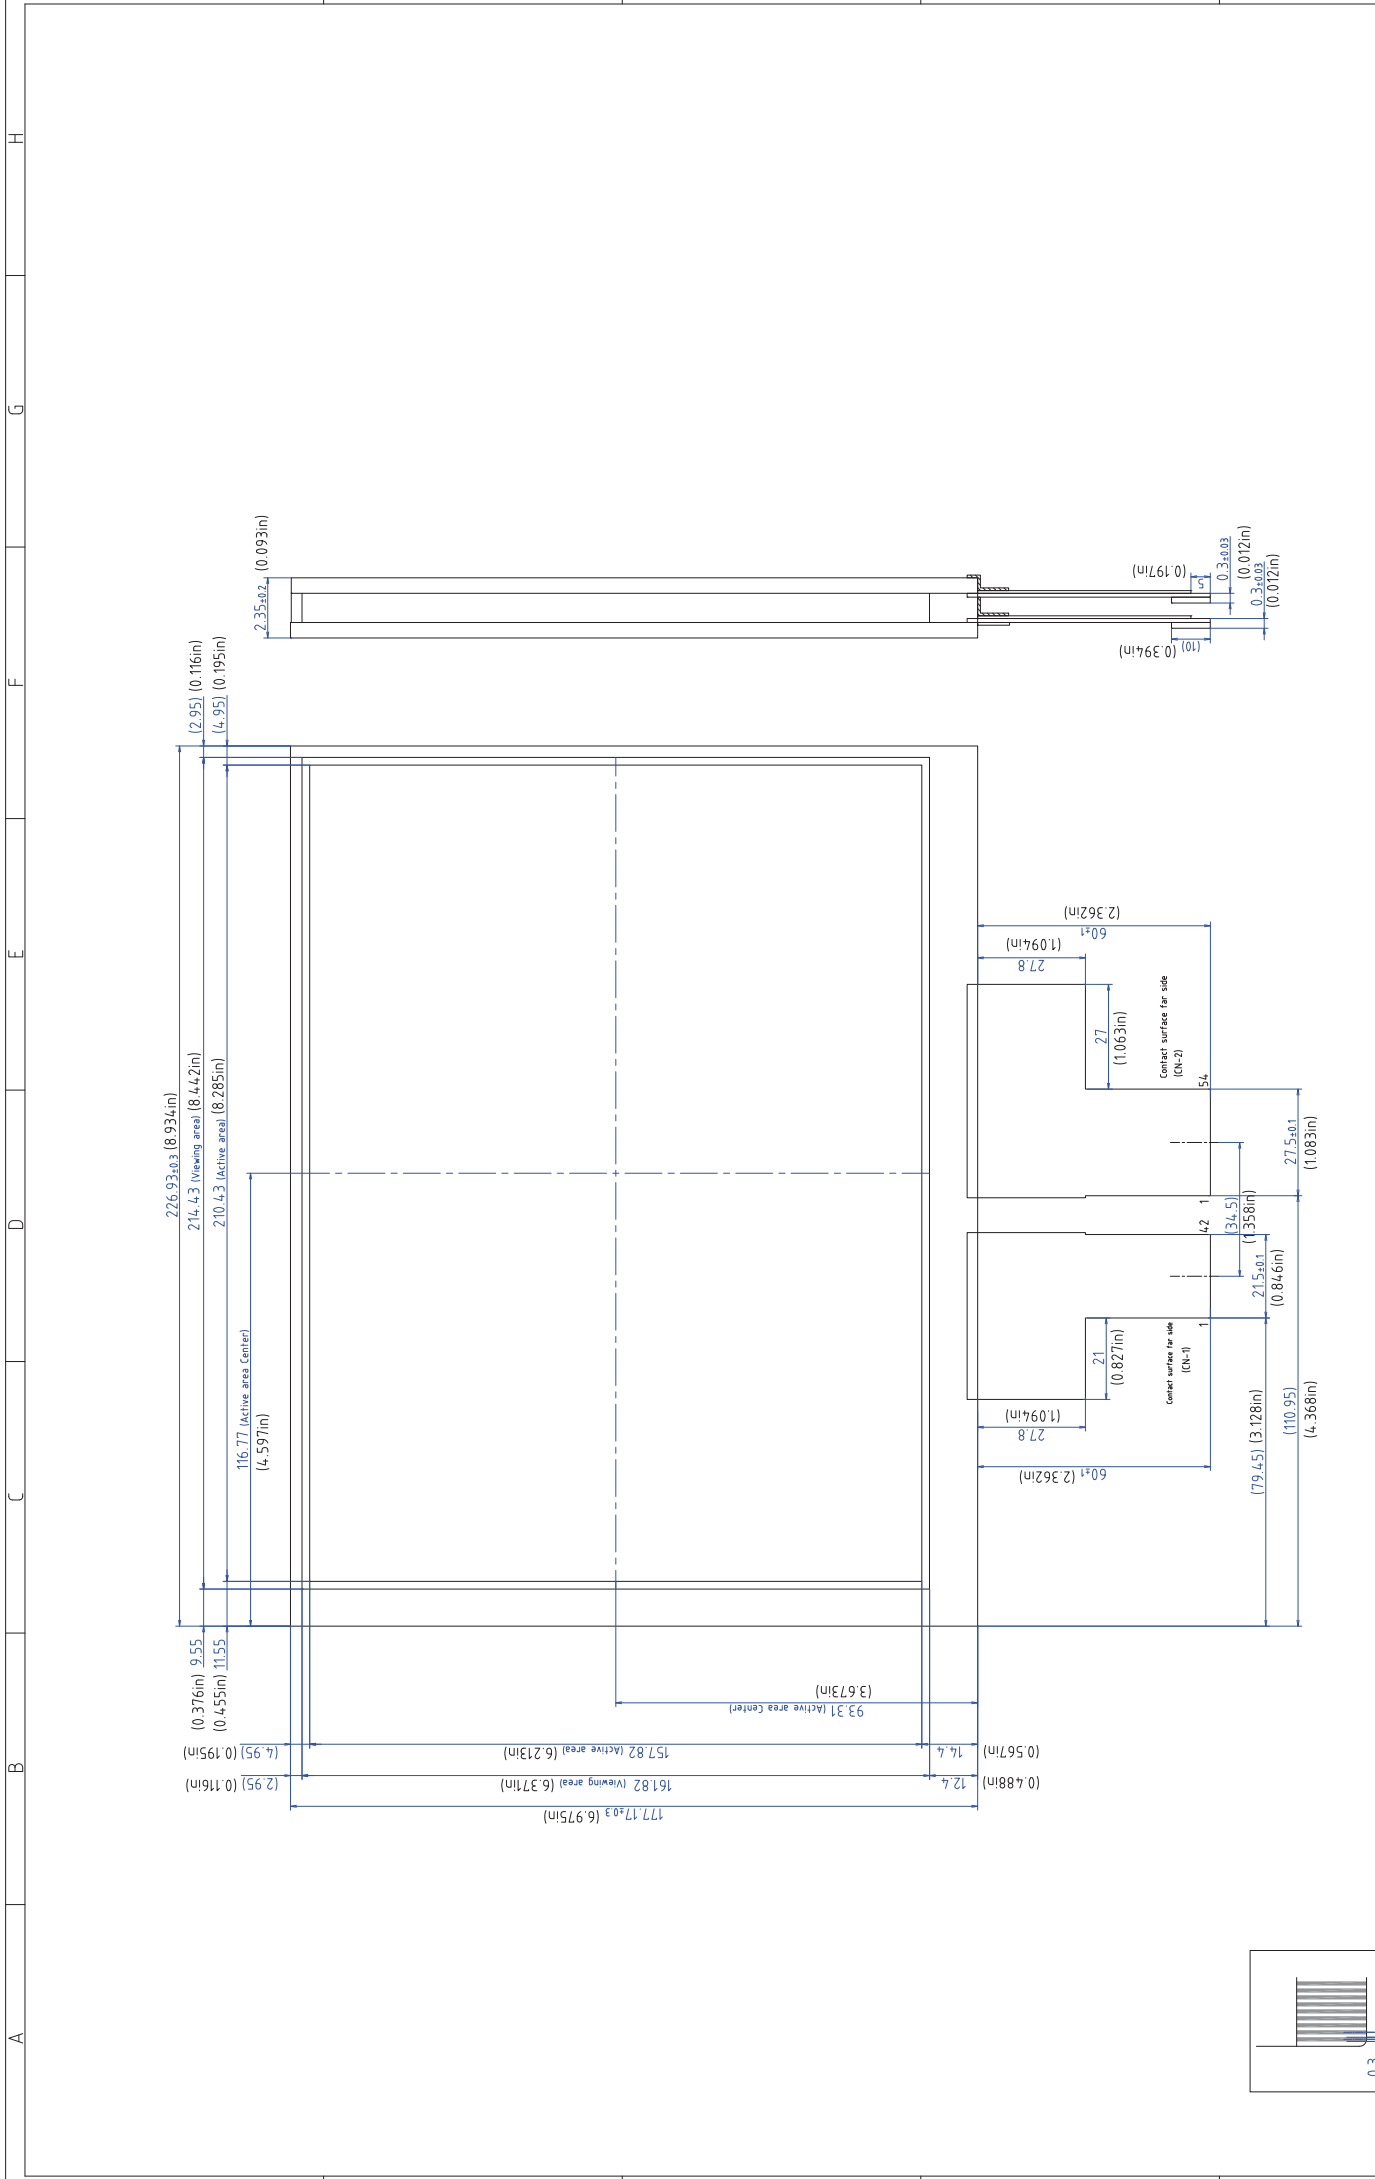 H
G
F
E
D
C
B
A
2.35±0.2 (0.093in)
(0.197in)
5
0.3±0.03
(0.012in)
0.3±0.03
(0.012in)
(0.394in)
(10)
(2.95) (0.116in)
(4.95) (0.195in)
226.93±0.3 (8.934in)
214.43 (Viewing area) (8.442in)
210.43 (Active area) (8.285in)
116.77 (Active area Center)
(4.597in)
(0.376in) 9.55
(0.455in) 11.55
(2.362in)
60±1
(1.094in)
27.8
27
(1.063in)
Contact surface far side
(CN-2)
54
1
27.5±0.1
(1.083in)
(34.5)
(1.358in)
42
1
21.5±0.1
(0.846in)
21
(0.827in)
Contact surface far side
(CN-1)
(1.094in)
27.8
60±1 (2.362in)
(79.45) (3.128in)
(110.95)
(4.368in)
93.31 (Active area Center)
(3.673in)
(4.95) (0.195in)
157.82 (Active area) (6.213in)
14.4
(0.567in)
(2.95) (0.116in)
161.82 (Viewing area) (6.371in)
12.4
(0.488in)
177.17±0.3 (6.975in)